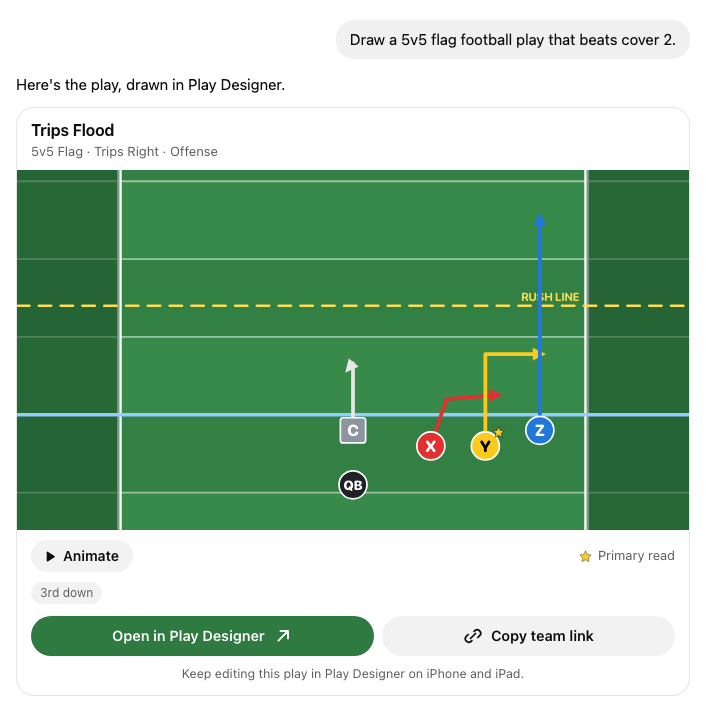 Draw a 5v5 flag football play that beats cover 2.
Here's the play, drawn in Play Designer.
Trips Flood
5v5 Flag · Trips Right · Offense
RUSH LINE
C
X
Y
Z
QB
Animate
Primary read
3rd down
Open in Play Designer
Copy team link
Keep editing this play in Play Designer on iPhone and iPad.